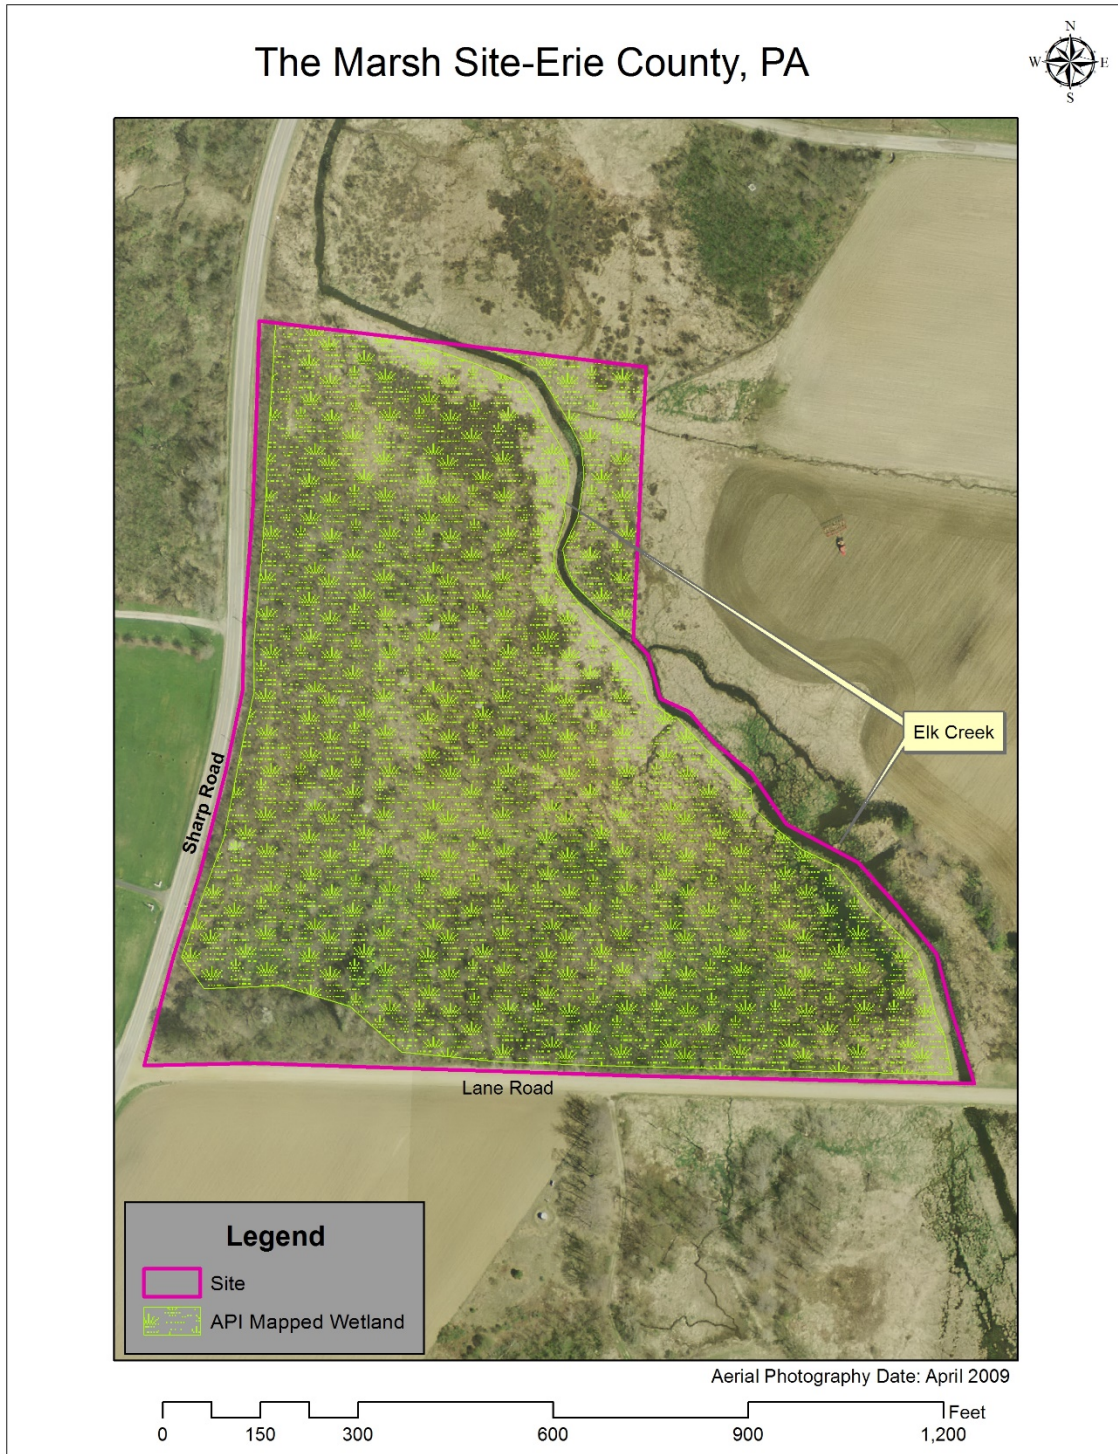 The Marsh Site-Erie County, PA
N
W E
S
Elk Creek
Sharp Road
Lane Road
Legend
Site
API Mapped Wetland
Aerial Photography Date: April 2009
Feet
0 150 300 600 900 1,200